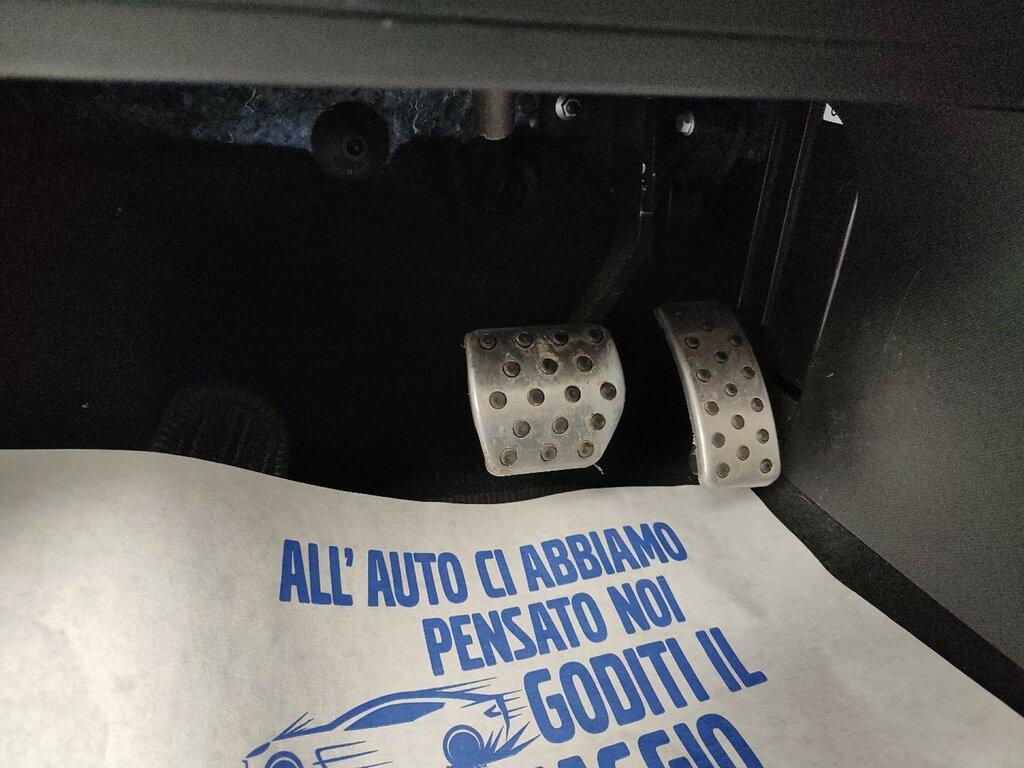 ALL' AUTO CI ABBIAMO
PENSATO NOI
GODITI IL